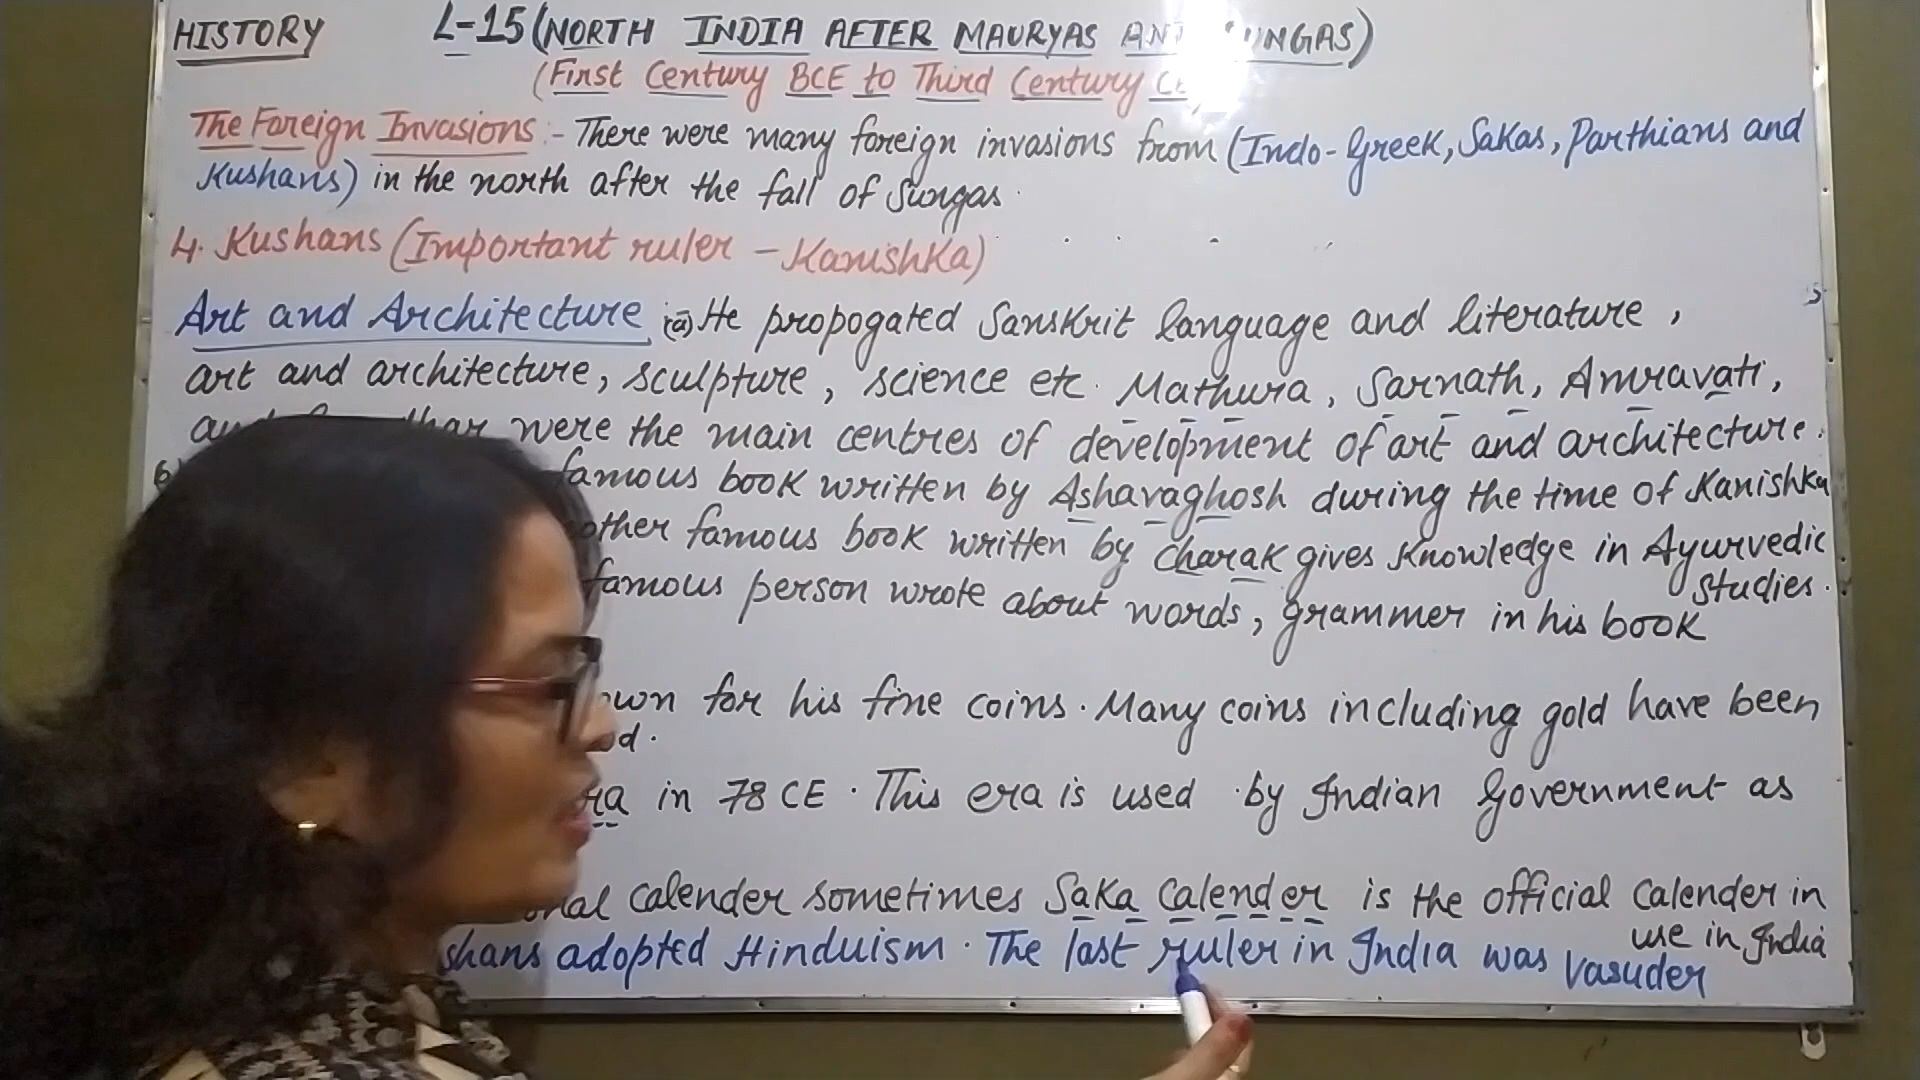 HISTORY L-15 (NORTH INDIA AFTER MAURYAS AND SUNGAS)
(First Century BCE to Third Century CE)
The Foreign Invasions :- There were many foreign invasions from (Indo-Greek, Sakas, Parthians and
Kushans) in the north after the fall of Sungas.
4. Kushans (Important ruler - Kanishka)
Art and Architecture (a) He propogated Sanskrit language and literature,
art and architecture, sculpture, science etc. Mathura, Sarnath, Amravati,
were the main centres of development of art and architecture.
famous book written by Ashavaghosh during the time of Kanishka
other famous book written by Charak gives knowledge in Ayurvedic
studies.
famous person wrote about words, grammer in his book
for his fine coins. Many coins including gold have been
in 78 CE. This era is used by Indian Government as
calender sometimes Saka Calender is the official calender in
use in India
adopted Hinduism. The last ruler in India was Vasuder